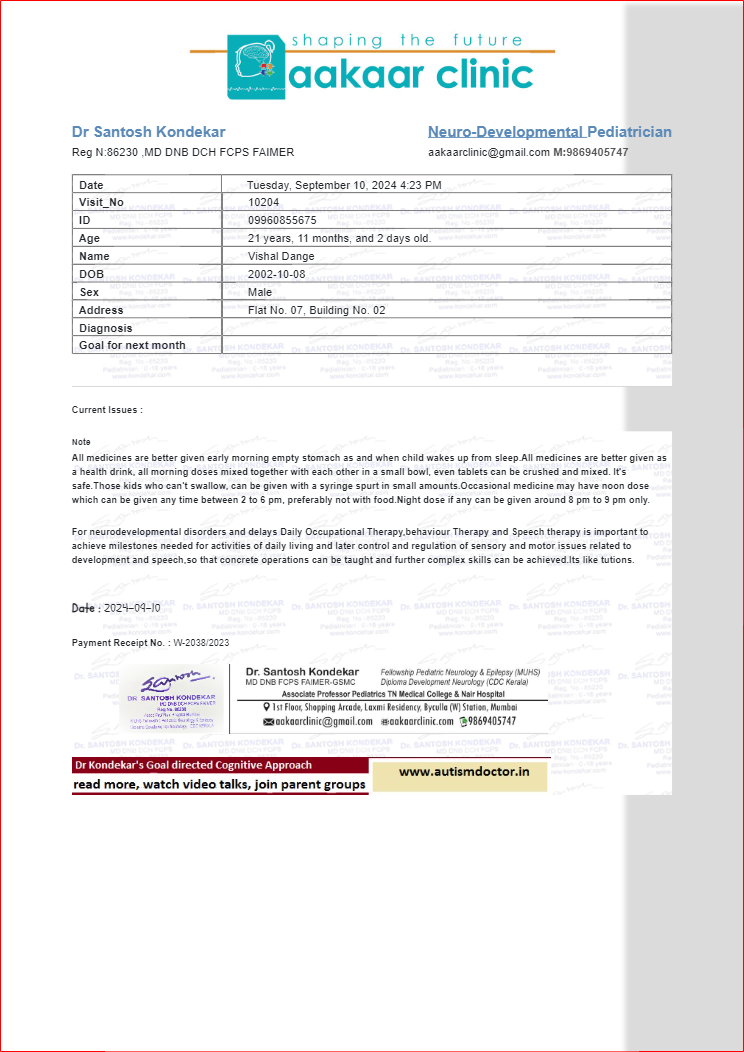 shaping the future
aakaar clinic
Dr Santosh Kondekar
Neuro-Developmental Pediatrician
Reg N:86230 ,MD DNB DCH FCPS FAIMER
aakaarclinic@gmail.com M:9869405747
Date Tuesday, September 10, 2024 4:23 PM
Visit_No 10204
ID 09960855675
Age 21 years, 11 months, and 2 days old.
Name Vishal Dange
DOB 2002-10-08
Sex Male
Address Flat No. 07, Building No. 02
Diagnosis
Goal for next month
Current Issues :
Note
All medicines are better given early morning empty stomach as and when child wakes up from sleep.All medicines are better given as
a health drink, all morning doses mixed together with each other in a small bowl, even tablets can be crushed and mixed. It's
safe.Those kids who can't swallow, can be given with a syringe spurt in small amounts.Occasional medicine may have noon dose
which can be given any time between 2 to 6 pm, preferably not with food.Night dose if any can be given around 8 pm to 9 pm only.
For neurodevelopmental disorders and delays Daily Occupational Therapy,behaviour Therapy and Speech therapy is important to
achieve milestones needed for activities of daily living and later control and regulation of sensory and motor issues related to
development and speech,so that concrete operations can be taught and further complex skills can be achieved.Its like tutions.
Date : 2024-09-10
Payment Receipt No. : W-2038/2023
DR SANTOSH KONDEKAR
MD DNB DCH FCPS FAIMER
Reg No. 86230
Dr. Santosh Kondekar
MD DNB FCPS FAIMER-GSMC
Fellowship Pediatric Neurology & Epilepsy (MUHS)
Diploma Development Neurology (CDC Kerala)
Associate Professor Pediatrics TN Medical College & Nair Hospital
1st Floor, Shopping Arcade, Laxmi Residency, Byculla (W) Station, Mumbai
aakaarclinic@gmail.com aakaarclinic.com 9869405747
Dr Kondekar's Goal directed Cognitive Approach
read more, watch video talks, join parent groups
www.autismdoctor.in